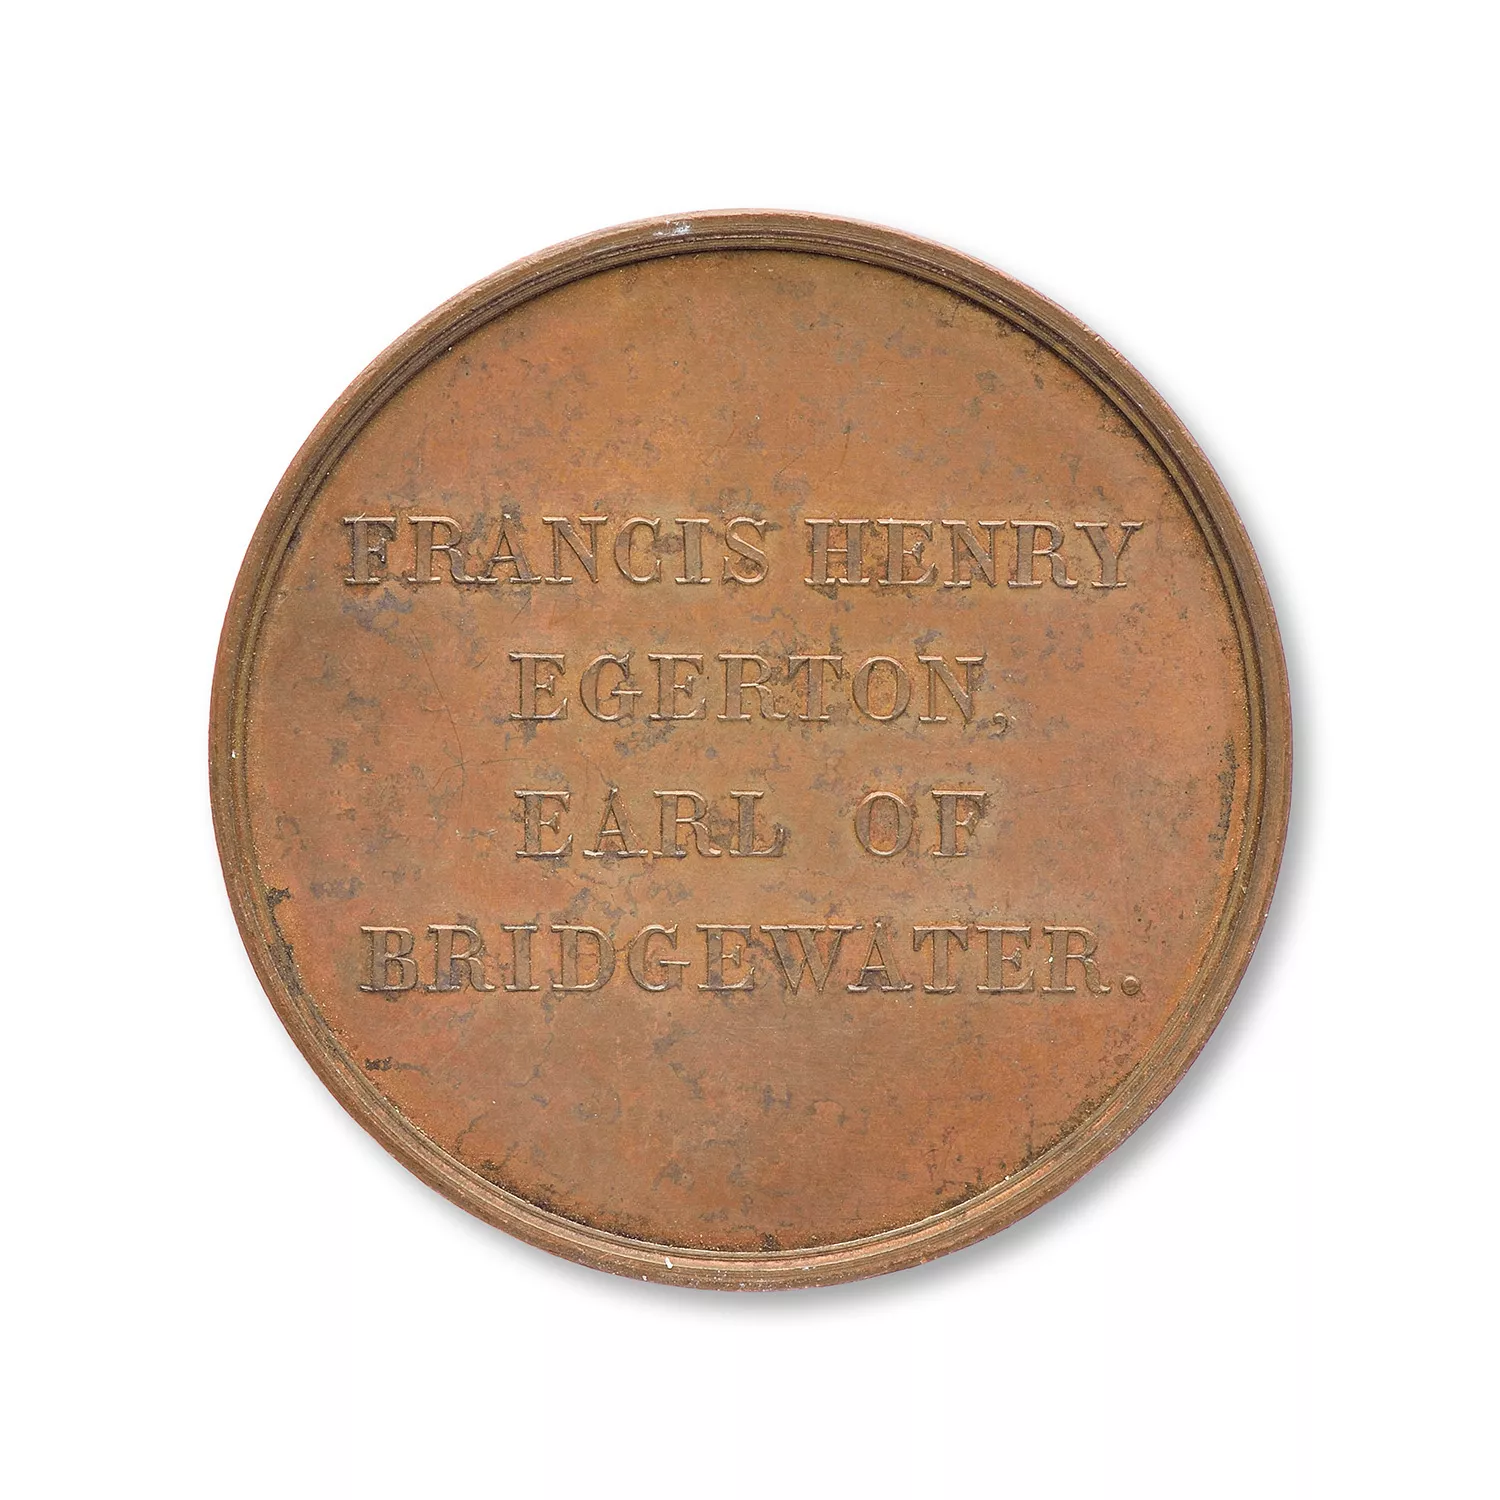 FRANCIS HENRY
EGERTON,
EARL OF
BRIDGEWATER.